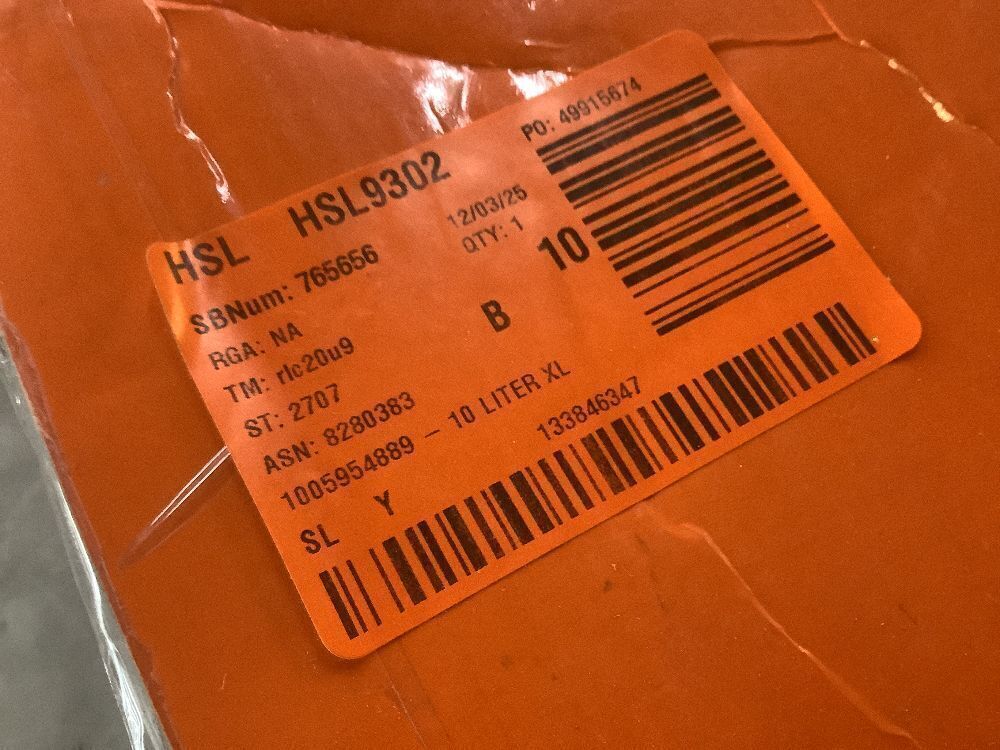 HSL HSL9302
PO: 49915674
SBNum: 765656 12/03/25
RGA: NA QTY: 1 10
TM: rlc20u9 B
ST: 2707
ASN: 8280383
1005954889 – 10 LITER XL
SL Y 133846347